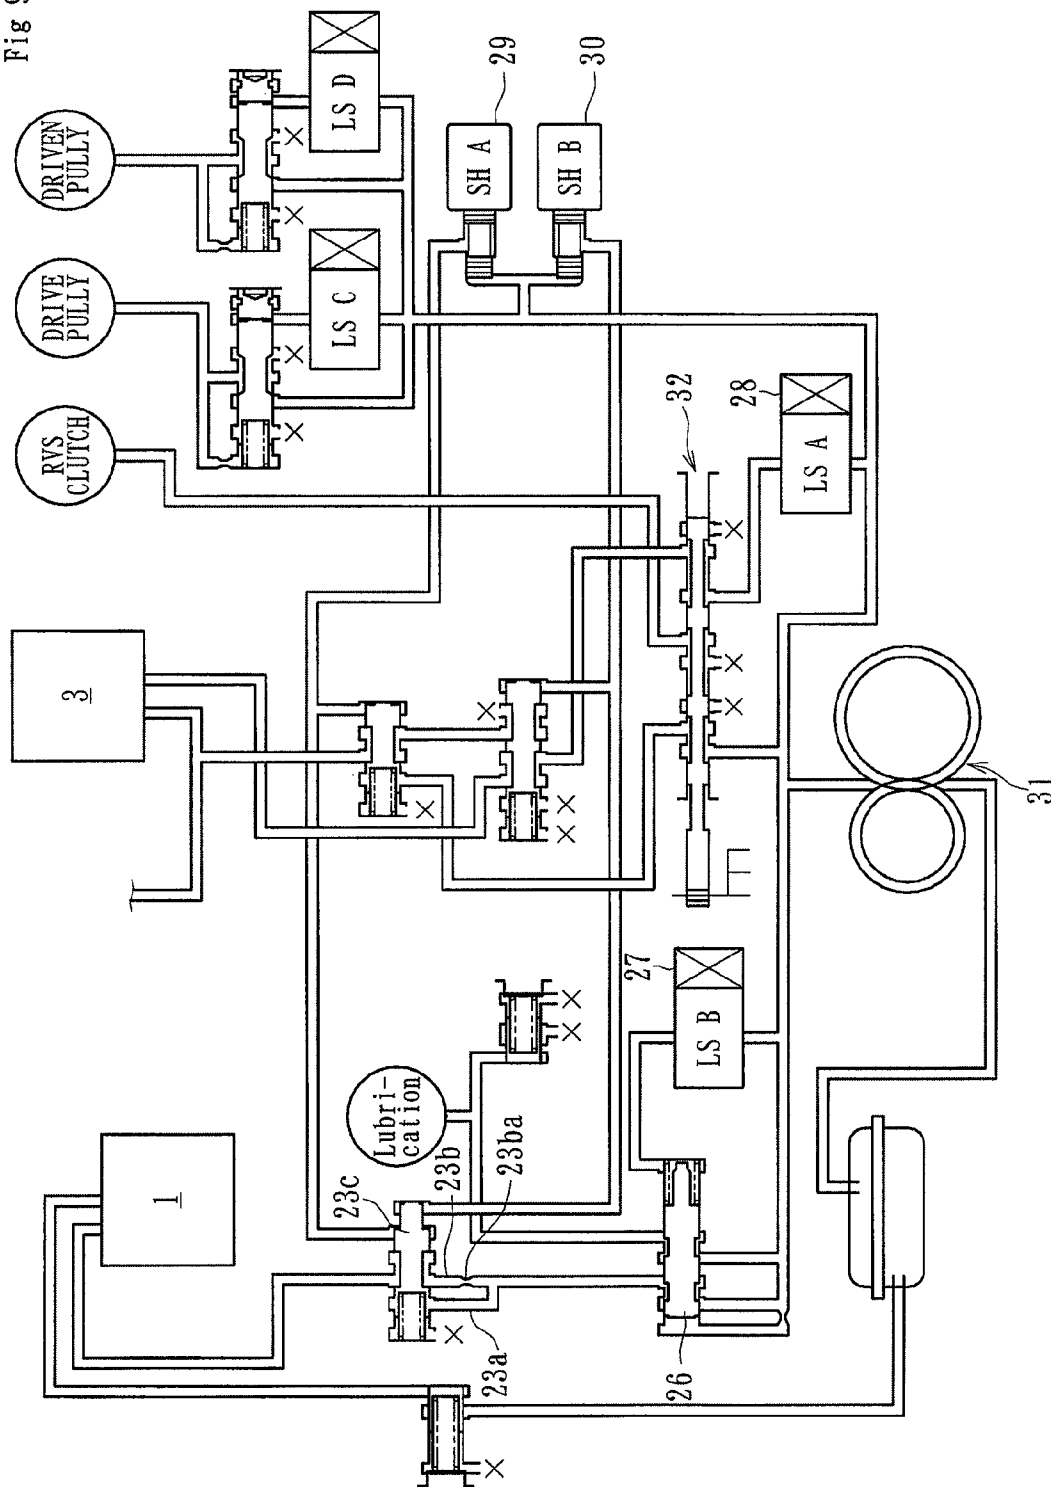 Fig 9
DRIVEN
PULLY
DRIVE
PULLY
RVS
CLUTCH
3
1
LS D
LS C
SH A
29
SH B
30
LS A
28
32
31
LS B
27
Lubri-
cation
23c
23b
23ba
23a
26